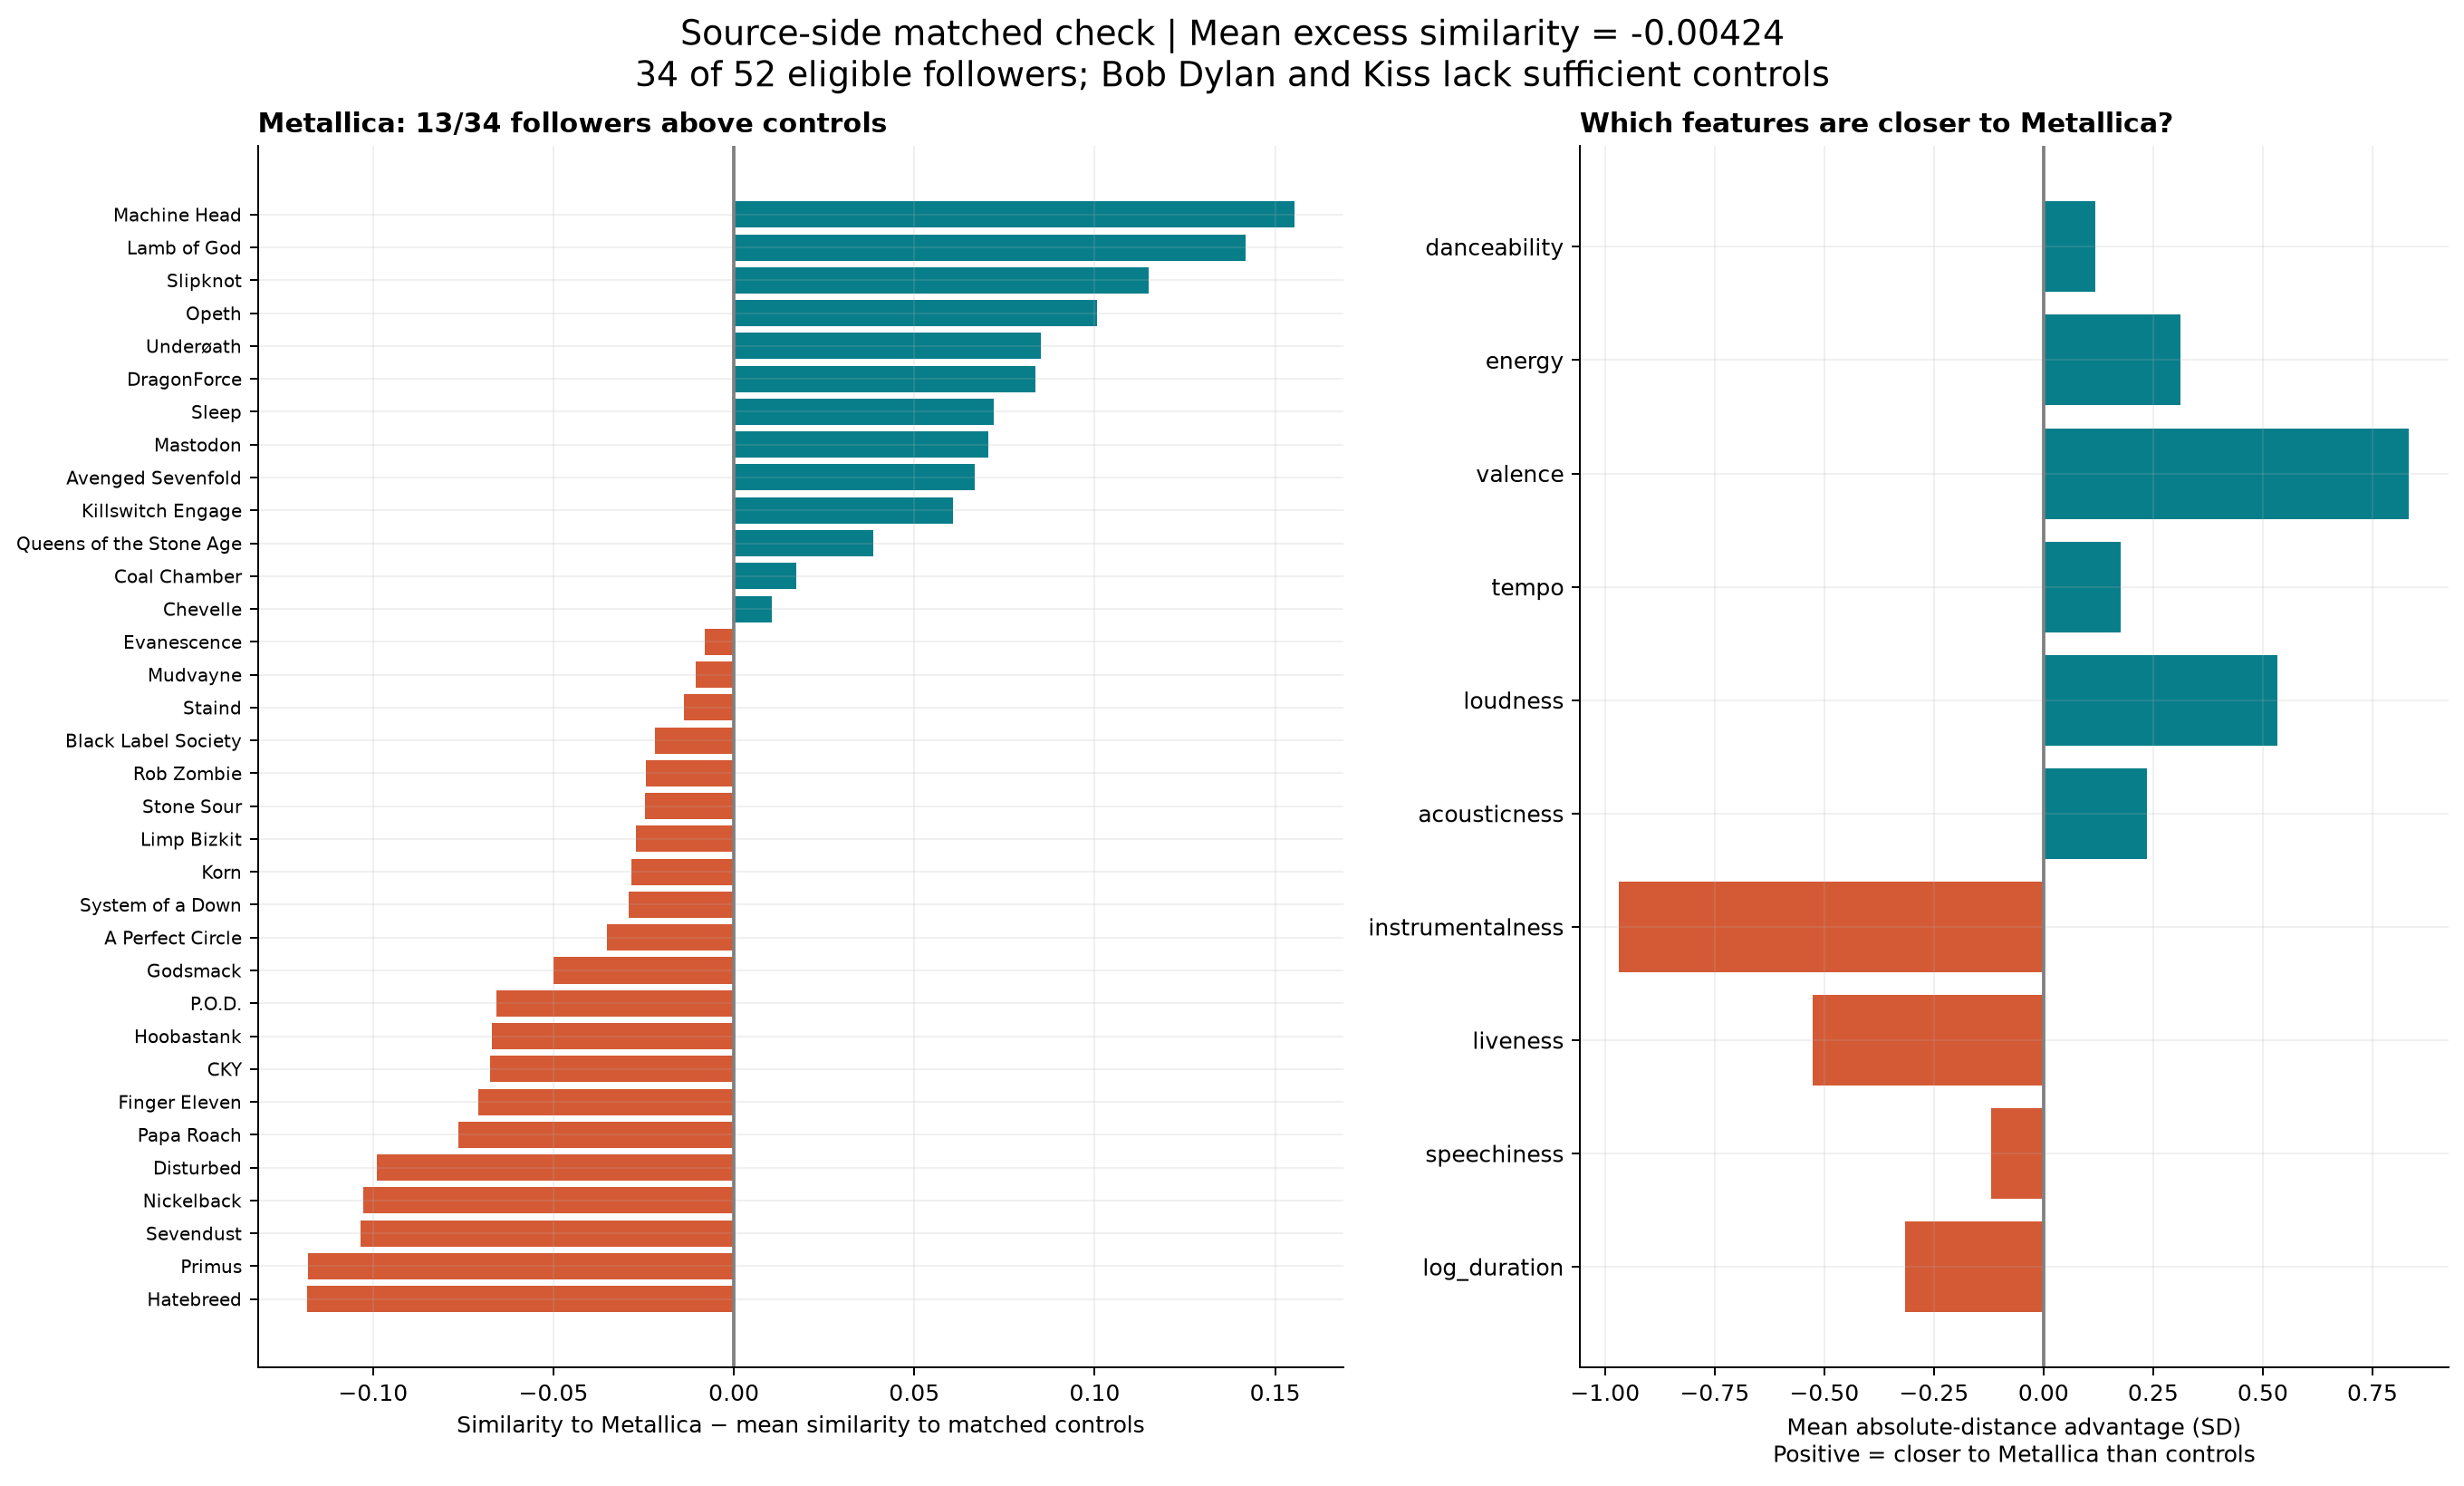 Source-side matched check | Mean excess similarity = -0.00424
34 of 52 eligible followers; Bob Dylan and Kiss lack sufficient controls
Metallica: 13/34 followers above controls
Machine Head
Lamb of God
Slipknot
Opeth
Underøath
DragonForce
Sleep
Mastodon
Avenged Sevenfold
Killswitch Engage
Queens of the Stone Age
Coal Chamber
Chevelle
Evanescence
Mudvayne
Staind
Black Label Society
Rob Zombie
Stone Sour
Limp Bizkit
Korn
System of a Down
A Perfect Circle
Godsmack
P.O.D.
Hoobastank
CKY
Finger Eleven
Papa Roach
Disturbed
Nickelback
Sevendust
Primus
Hatebreed
−0.10 −0.05 0.00 0.05 0.10 0.15
Similarity to Metallica − mean similarity to matched controls
Which features are closer to Metallica?
danceability
energy
valence
tempo
loudness
acousticness
instrumentalness
liveness
speechiness
log_duration
−1.00 −0.75 −0.50 −0.25 0.00 0.25 0.50 0.75
Mean absolute-distance advantage (SD)
Positive = closer to Metallica than controls